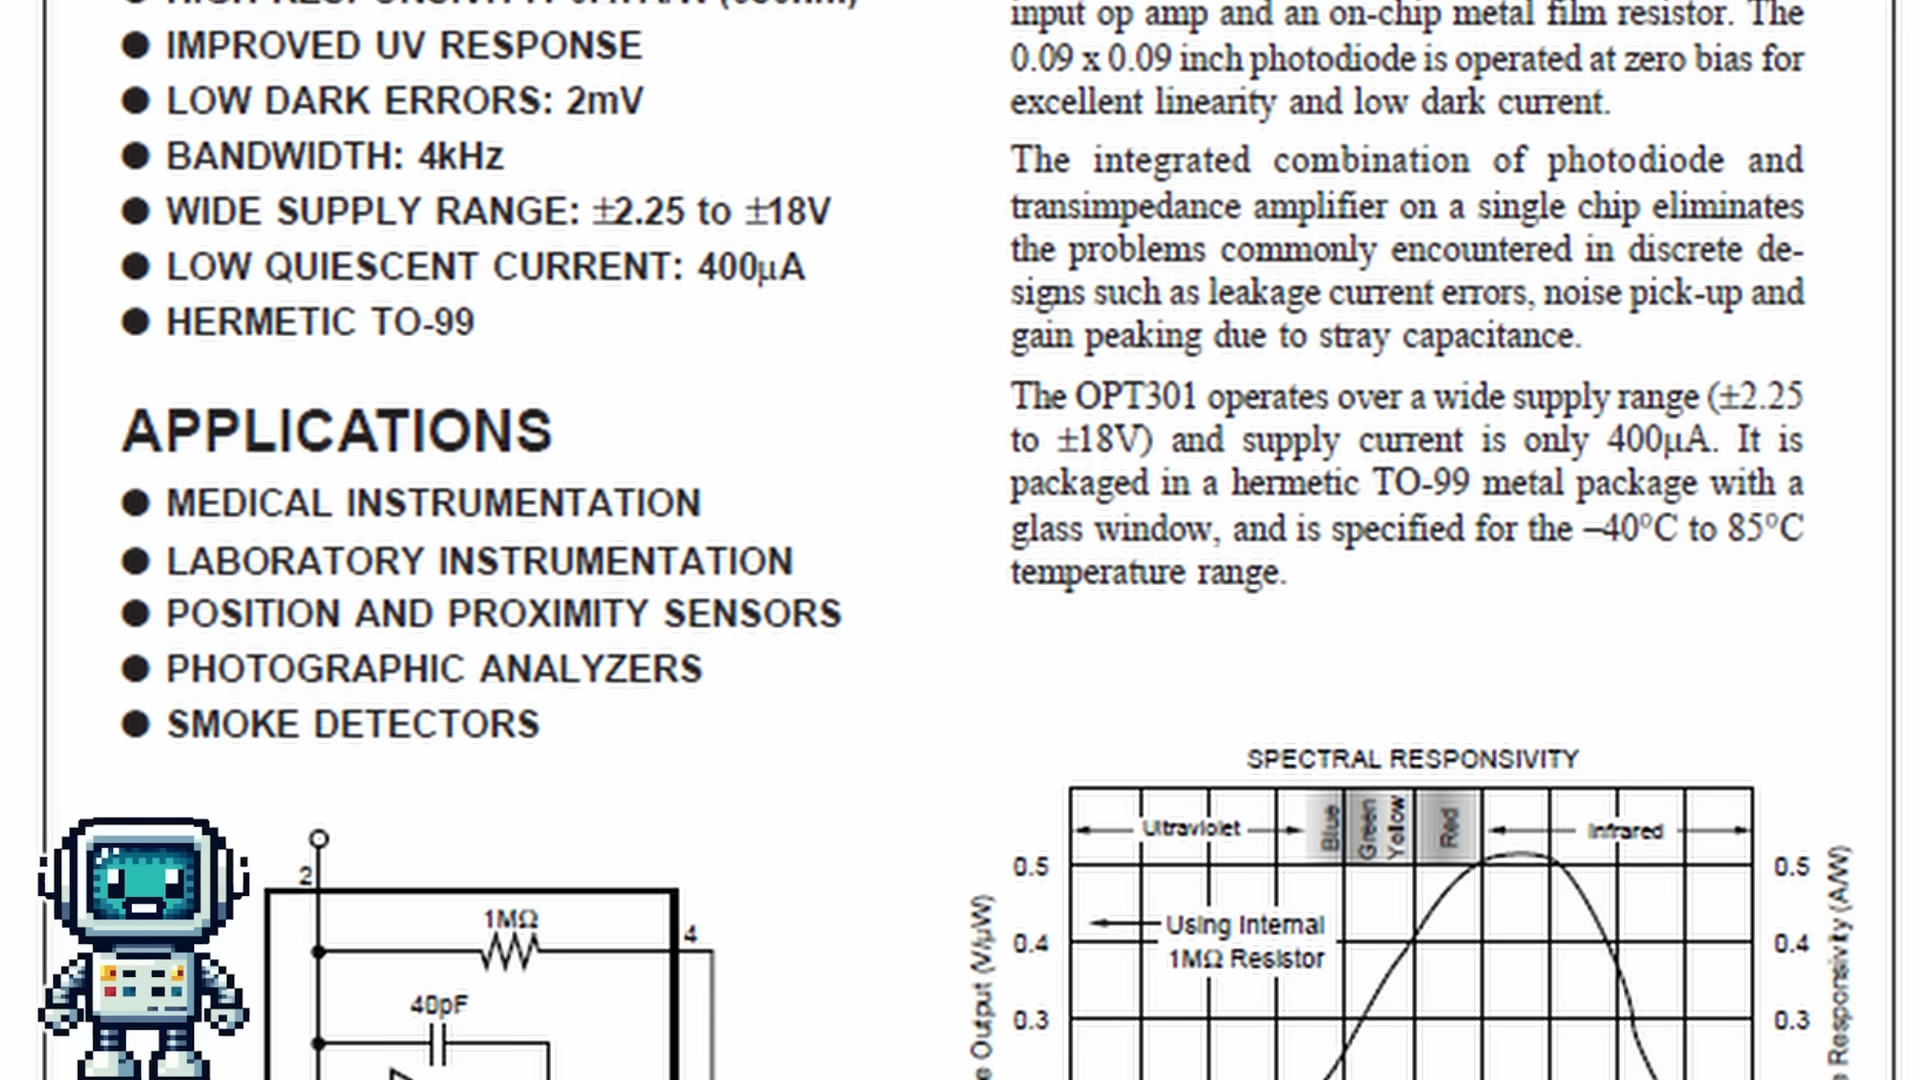 ● IMPROVED UV RESPONSE
● LOW DARK ERRORS: 2mV
● BANDWIDTH: 4kHz
● WIDE SUPPLY RANGE: ±2.25 to ±18V
● LOW QUIESCENT CURRENT: 400µA
● HERMETIC TO-99
APPLICATIONS
● MEDICAL INSTRUMENTATION
● LABORATORY INSTRUMENTATION
● POSITION AND PROXIMITY SENSORS
● PHOTOGRAPHIC ANALYZERS
● SMOKE DETECTORS
2
1MΩ
4
40pF
input op amp and an on-chip metal film resistor. The
0.09 x 0.09 inch photodiode is operated at zero bias for
excellent linearity and low dark current.
The integrated combination of photodiode and
transimpedance amplifier on a single chip eliminates
the problems commonly encountered in discrete de-
signs such as leakage current errors, noise pick-up and
gain peaking due to stray capacitance.
The OPT301 operates over a wide supply range (±2.25
to ±18V) and supply current is only 400µA. It is
packaged in a hermetic TO-99 metal package with a
glass window, and is specified for the –40°C to 85°C
temperature range.
SPECTRAL RESPONSIVITY
Ultraviolet
Blue
Green
Yellow
Red
Infrared
Using Internal
1MΩ Resistor
0.5
0.4
0.3
Output (V/µW)
0.5
0.4
0.3
Responsivity (A/W)